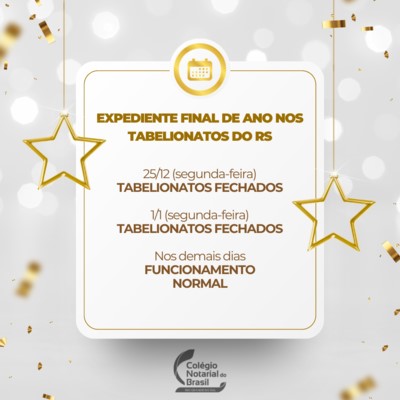 EXPEDIENTE FINAL DE ANO NOS
TABELIONATOS DO RS
25/12 (segunda-feira)
TABELIONATOS FECHADOS
1/1 (segunda-feira)
TABELIONATOS FECHADOS
Nos demais dias
FUNCIONAMENTO
NORMAL
Colégio
Notarial do
Brasil